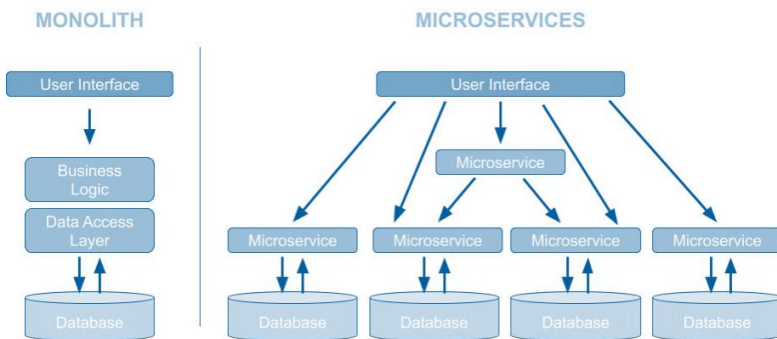 MONOLITH
MICROSERVICES
User Interface
Business
Logic
Data Access
Layer
Database
User Interface
Microservice
Microservice
Microservice
Microservice
Microservice
Database
Database
Database
Database